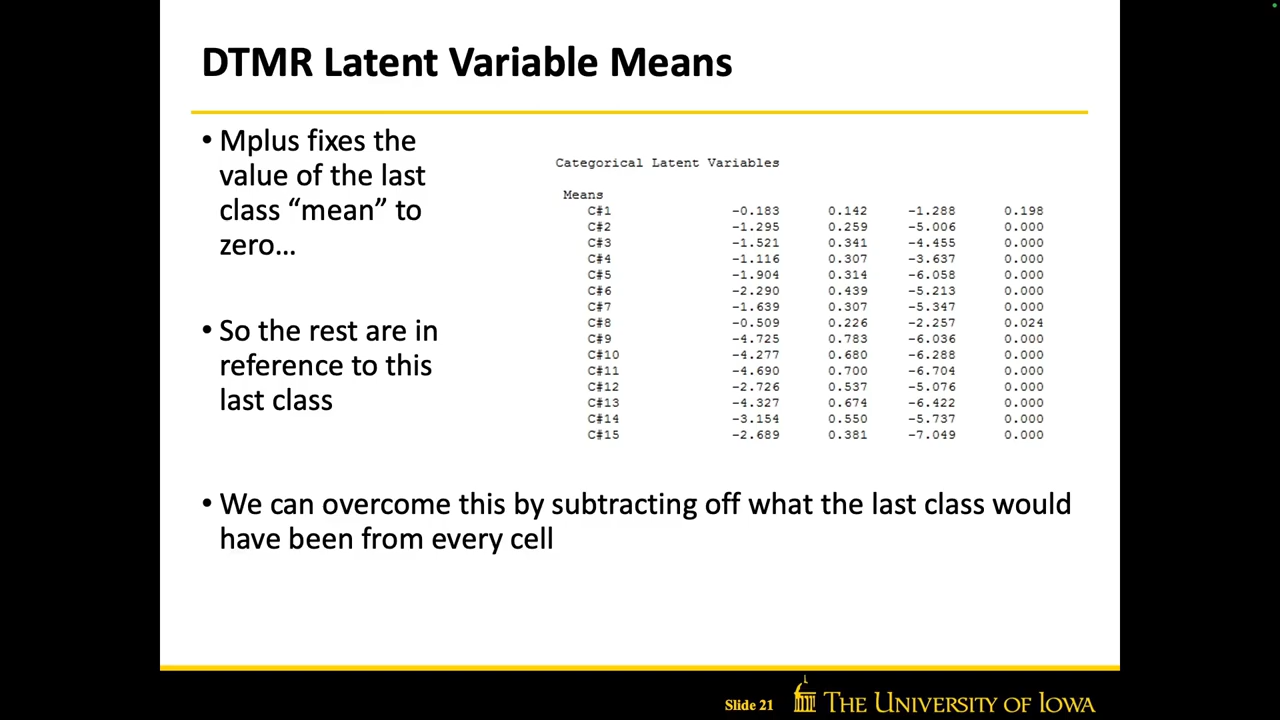 DTMR Latent Variable Means
• Mplus fixes the
value of the last
class “mean” to
zero…
• So the rest are in
reference to this
last class
Categorical Latent Variables
Means
C#1 -0.183 0.142 -1.288 0.198
C#2 -1.295 0.259 -5.006 0.000
C#3 -1.521 0.341 -4.455 0.000
C#4 -1.116 0.307 -3.637 0.000
C#5 -1.904 0.314 -6.058 0.000
C#6 -2.290 0.439 -5.213 0.000
C#7 -1.639 0.307 -5.347 0.000
C#8 -0.509 0.226 -2.257 0.024
C#9 -4.725 0.783 -6.036 0.000
C#10 -4.277 0.680 -6.288 0.000
C#11 -4.690 0.700 -6.704 0.000
C#12 -2.726 0.537 -5.076 0.000
C#13 -4.327 0.674 -6.422 0.000
C#14 -3.154 0.550 -5.737 0.000
C#15 -2.689 0.381 -7.049 0.000
• We can overcome this by subtracting off what the last class would
have been from every cell
Slide 21
THE UNIVERSITY OF IOWA